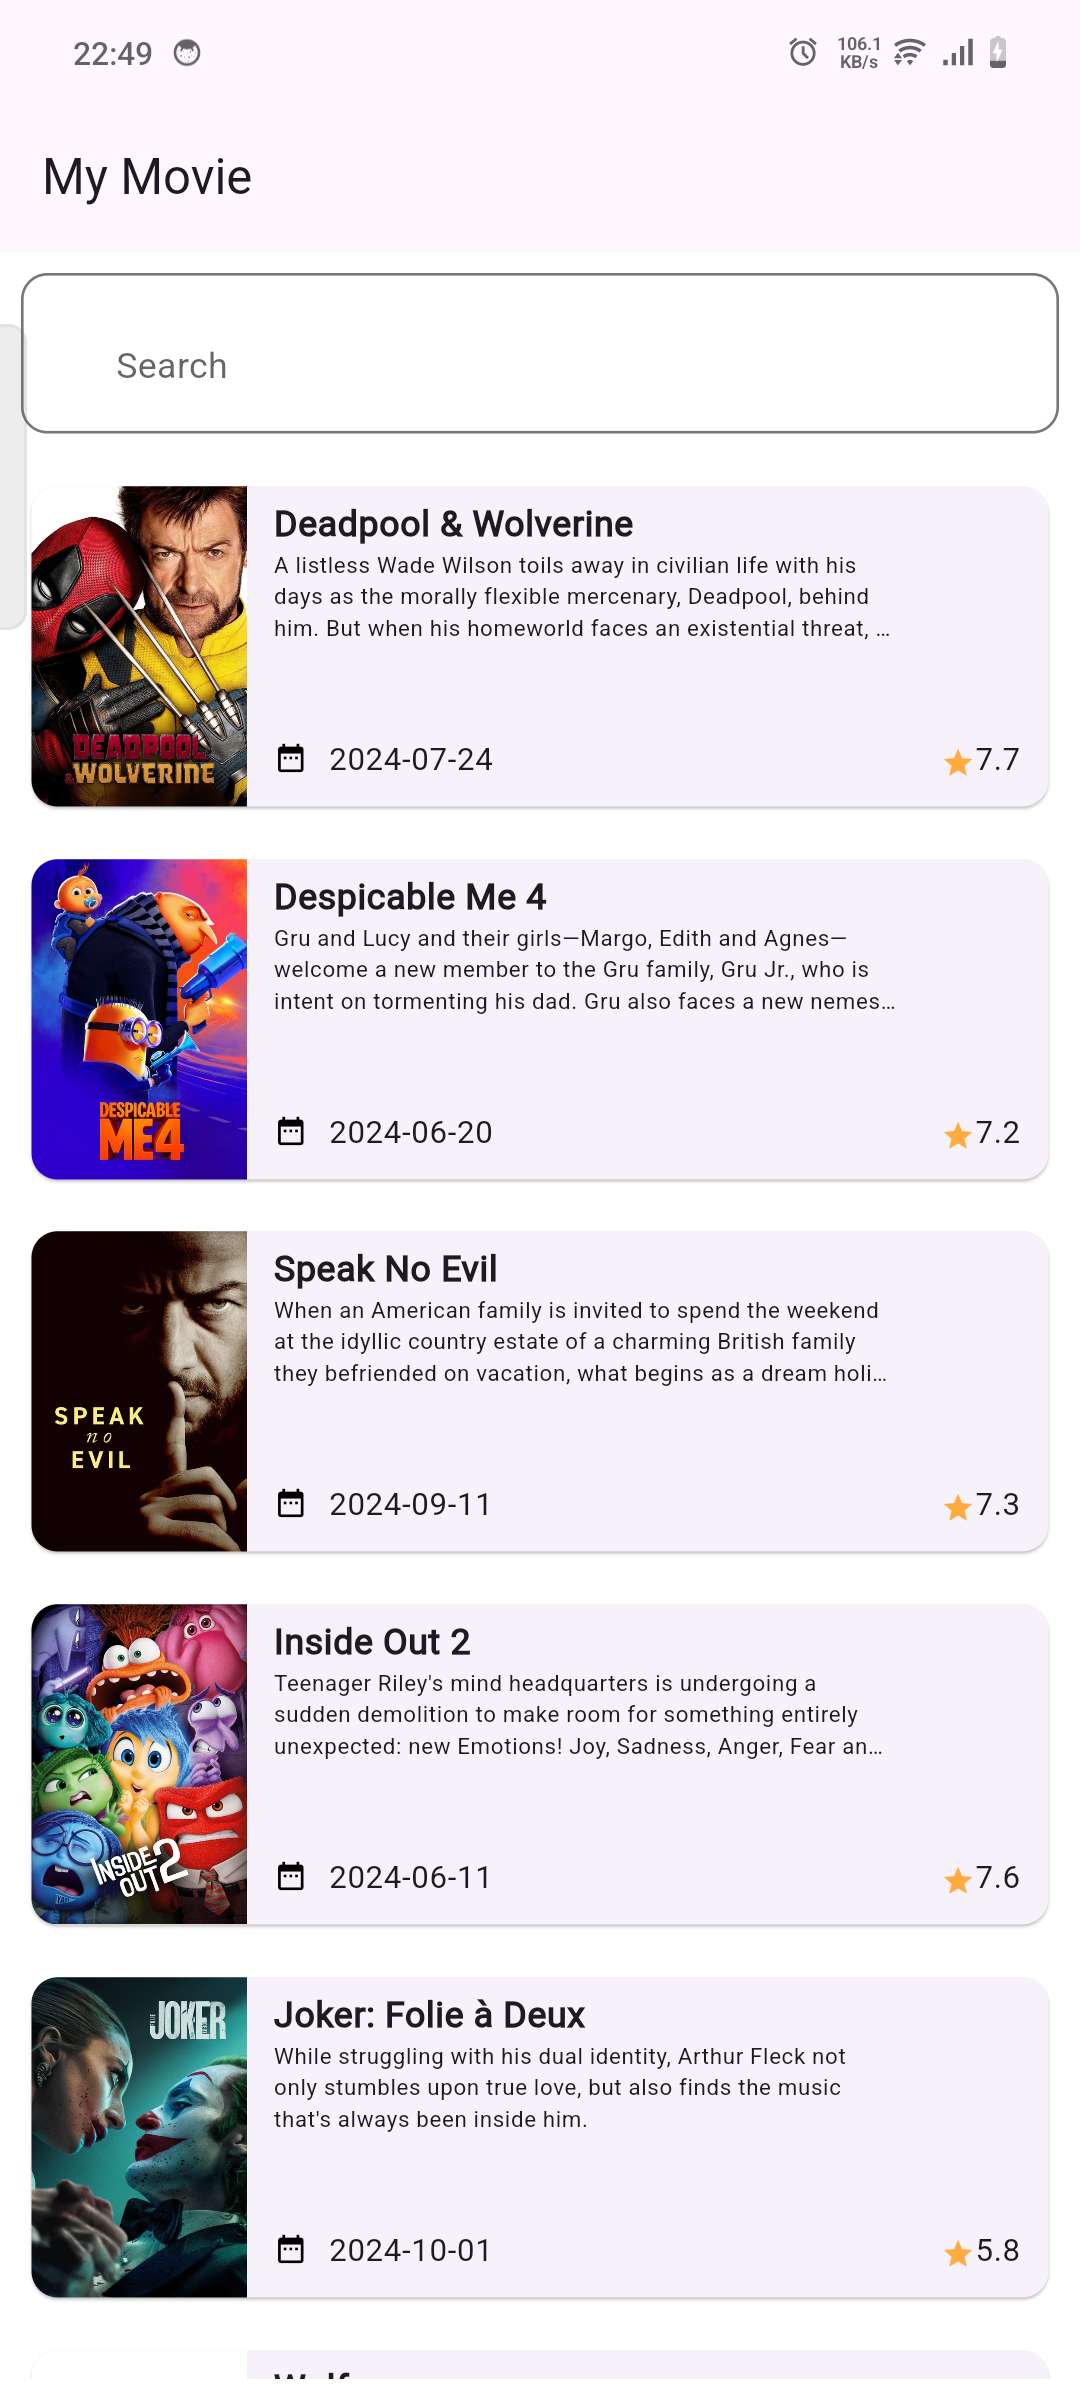 22:49
106.1
KB/s
My Movie
Search
DEADPOOL
&WOLVERINE
Deadpool & Wolverine
A listless Wade Wilson toils away in civilian life with his
days as the morally flexible mercenary, Deadpool, behind
him. But when his homeworld faces an existential threat, ...
2024-07-24
7.7
DESPICABLE
ME4
Despicable Me 4
Gru and Lucy and their girls—Margo, Edith and Agnes—
welcome a new member to the Gru family, Gru Jr., who is
intent on tormenting his dad. Gru also faces a new nemes...
2024-06-20
7.2
SPEAK
no
EVIL
Speak No Evil
When an American family is invited to spend the weekend
at the idyllic country estate of a charming British family
they befriended on vacation, what begins as a dream holi...
2024-09-11
7.3
INSIDE
OUT 2
Inside Out 2
Teenager Riley's mind headquarters is undergoing a
sudden demolition to make room for something entirely
unexpected: new Emotions! Joy, Sadness, Anger, Fear an...
2024-06-11
7.6
JOKER
Joker: Folie à Deux
While struggling with his dual identity, Arthur Fleck not
only stumbles upon true love, but also finds the music
that's always been inside him.
2024-10-01
5.8